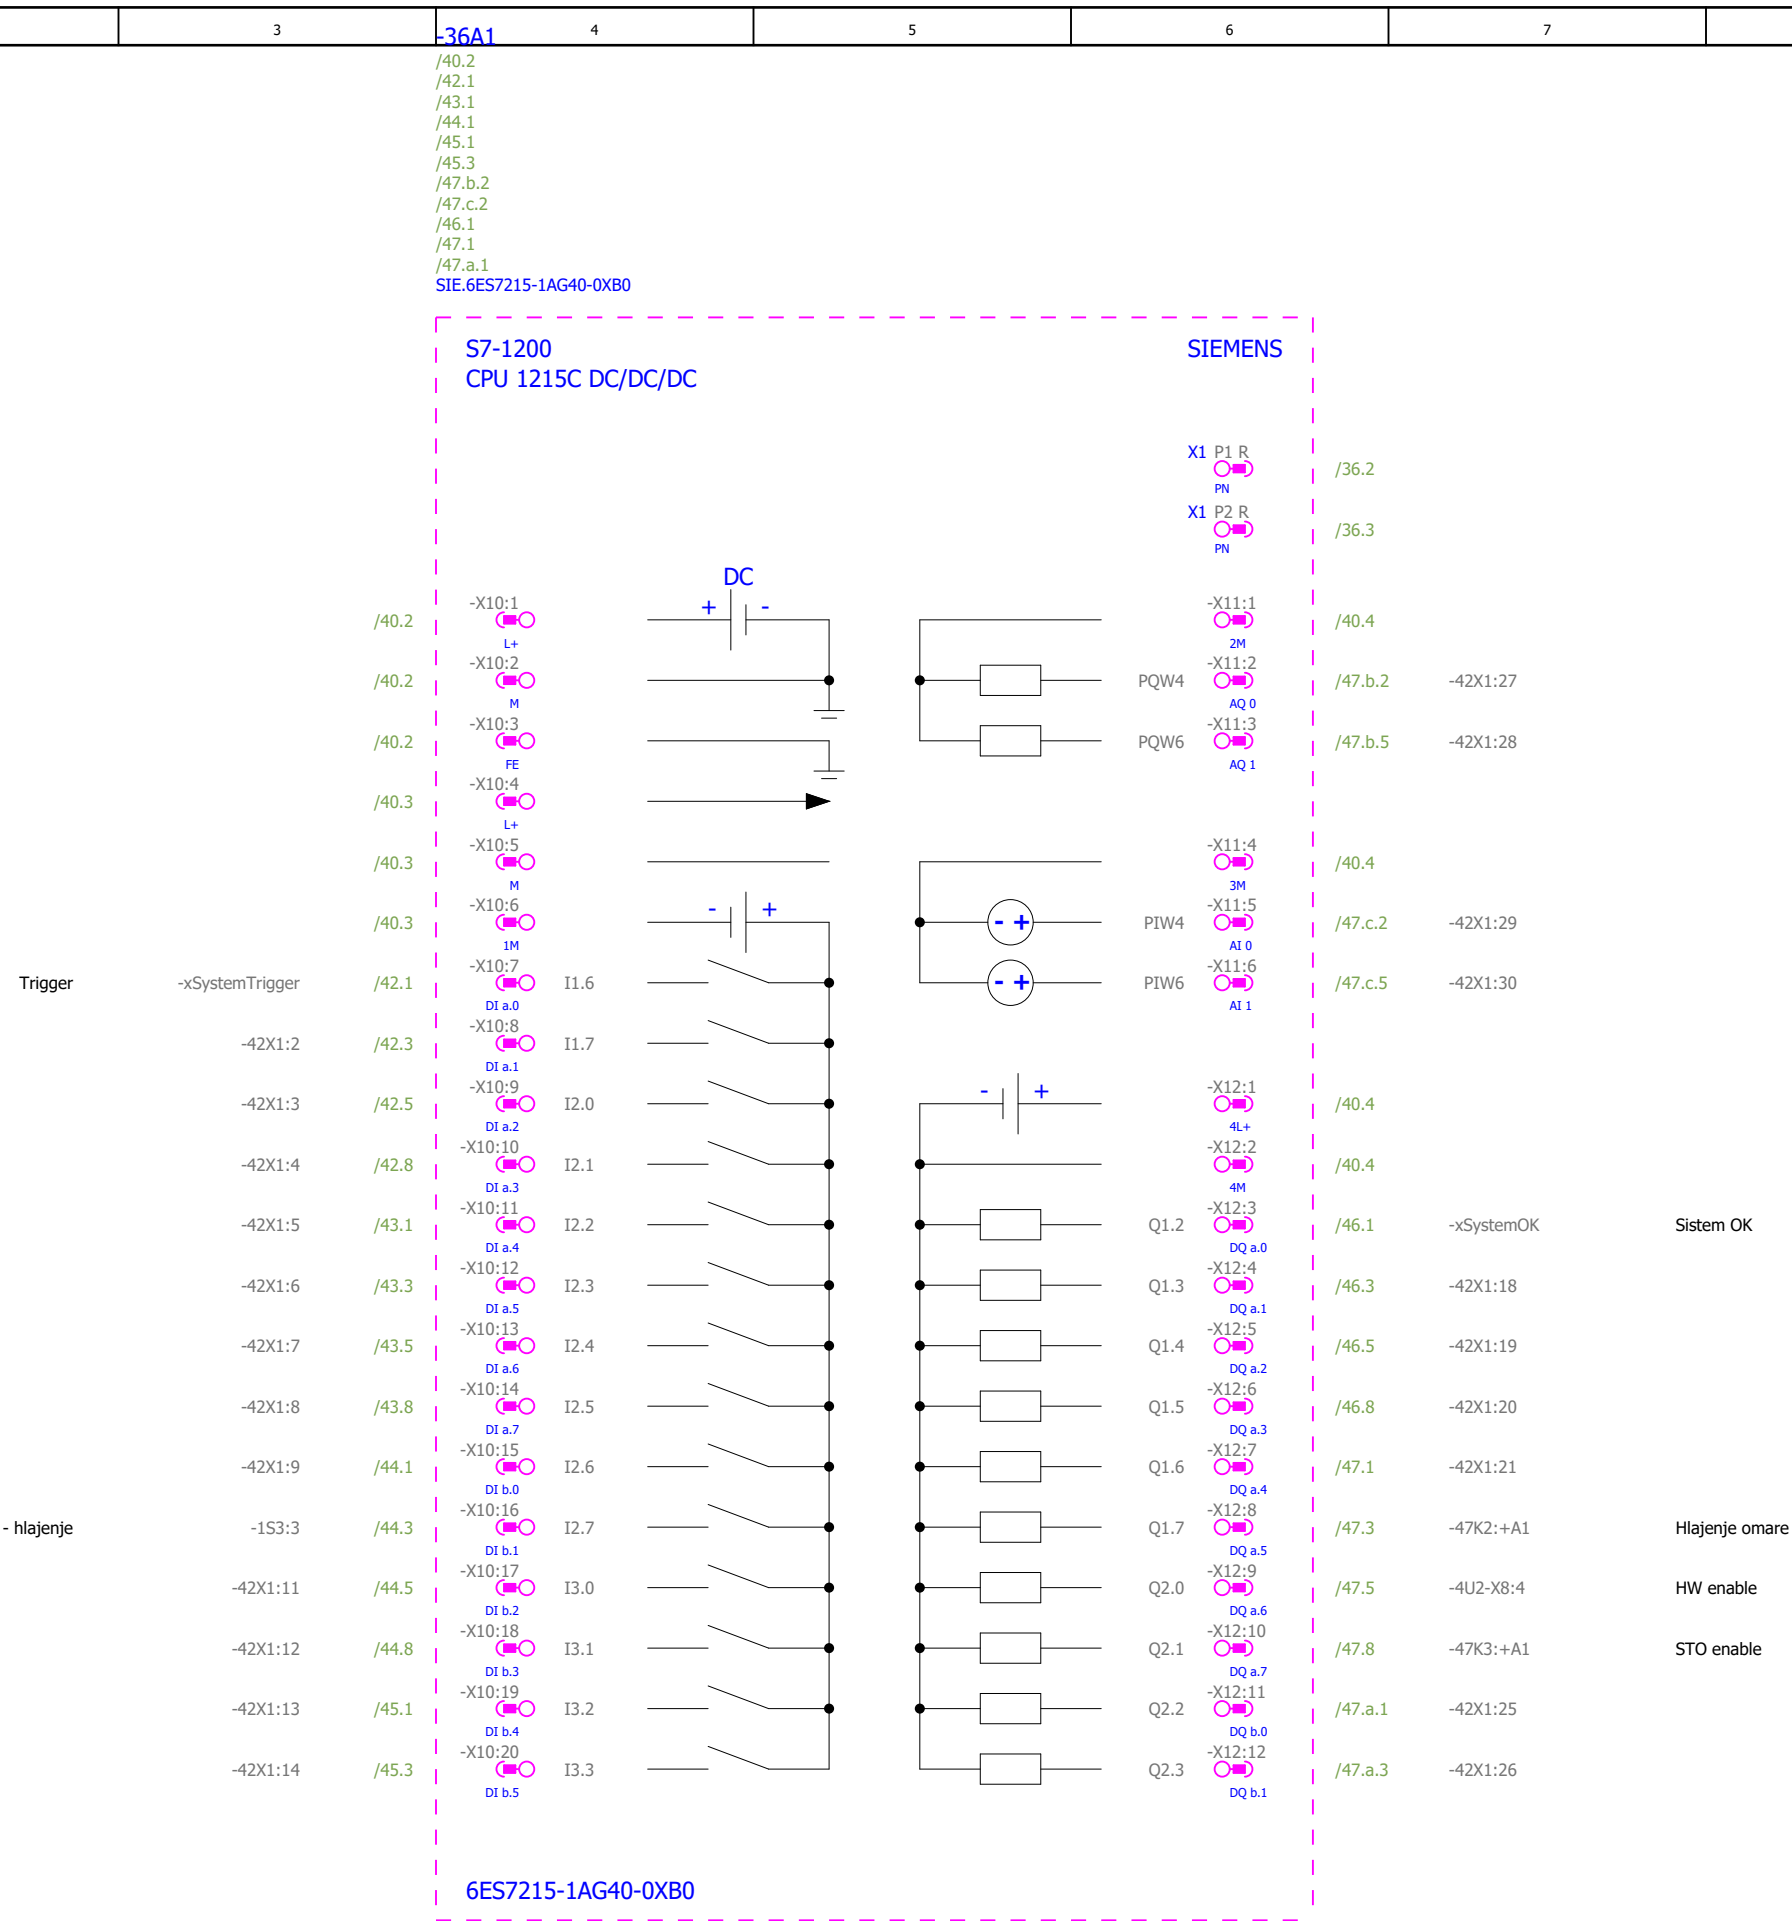 3 4 5 6 7
-36A1
/40.2
/42.1
/43.1
/44.1
/45.1
/45.3
/47.b.2
/47.c.2
/46.1
/47.1
/47.a.1
SIE.6ES7215-1AG40-0XB0
S7-1200 SIEMENS
CPU 1215C DC/DC/DC
X1 P1 R
/36.2
PN
X1 P2 R
/36.3
PN
DC
-X10:1 + - -X11:1
/40.2 /40.4
L+ 2M
-X10:2 -X11:2
/40.2 PQW4 /47.b.2 -42X1:27
M AQ 0
-X10:3 -X11:3
/40.2 PQW6 /47.b.5 -42X1:28
FE AQ 1
-X10:4
/40.3
L+
-X10:5 -X11:4
/40.3 /40.4
M 3M
-X10:6 - + -X11:5
/40.3 - + PIW4 /47.c.2 -42X1:29
1M AI 0
-X10:7 -X11:6
Trigger -xSystemTrigger /42.1 I1.6 - + PIW6 /47.c.5 -42X1:30
DI a.0 AI 1
-X10:8
-42X1:2 /42.3 I1.7
DI a.1
-X10:9 - + -X12:1
-42X1:3 /42.5 I2.0 /40.4
DI a.2 4L+
-X10:10 -X12:2
-42X1:4 /42.8 I2.1 /40.4
DI a.3 4M
-X10:11 -X12:3
-42X1:5 /43.1 I2.2 Q1.2 /46.1 -xSystemOK Sistem OK
DI a.4 DQ a.0
-X10:12 -X12:4
-42X1:6 /43.3 I2.3 Q1.3 /46.3 -42X1:18
DI a.5 DQ a.1
-X10:13 -X12:5
-42X1:7 /43.5 I2.4 Q1.4 /46.5 -42X1:19
DI a.6 DQ a.2
-X10:14 -X12:6
-42X1:8 /43.8 I2.5 Q1.5 /46.8 -42X1:20
DI a.7 DQ a.3
-X10:15 -X12:7
-42X1:9 /44.1 I2.6 Q1.6 /47.1 -42X1:21
DI b.0 DQ a.4
-X10:16 -X12:8
- hlajenje -1S3:3 /44.3 I2.7 Q1.7 /47.3 -47K2:+A1 Hlajenje omare
DI b.1 DQ a.5
-X10:17 -X12:9
-42X1:11 /44.5 I3.0 Q2.0 /47.5 -4U2-X8:4 HW enable
DI b.2 DQ a.6
-X10:18 -X12:10
-42X1:12 /44.8 I3.1 Q2.1 /47.8 -47K3:+A1 STO enable
DI b.3 DQ a.7
-X10:19 -X12:11
-42X1:13 /45.1 I3.2 Q2.2 /47.a.1 -42X1:25
DI b.4 DQ b.0
-X10:20 -X12:12
-42X1:14 /45.3 I3.3 Q2.3 /47.a.3 -42X1:26
DI b.5 DQ b.1
6ES7215-1AG40-0XB0